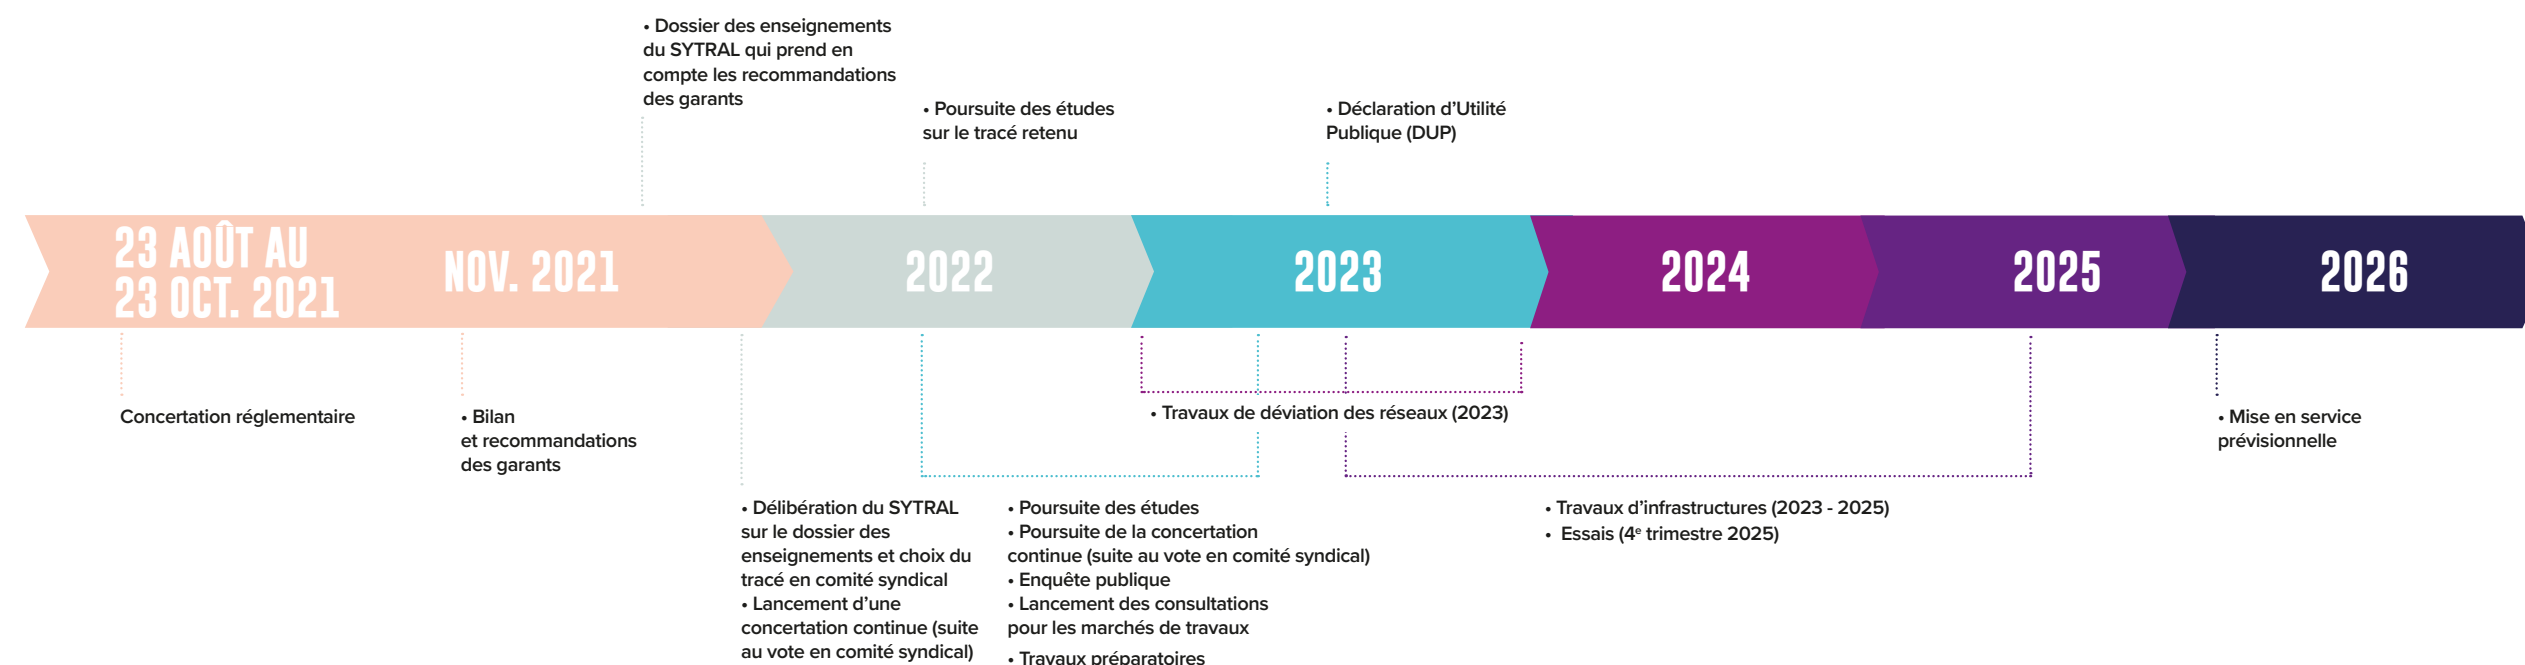 • Dossier des enseignements
du SYTRAL qui prend en
compte les recommandations
des garants
• Poursuite des études
sur le tracé retenu
• Déclaration d'Utilité
Publique (DUP)
23 AOÛT AU
23 OCT. 2021
NOV. 2021
2022
2023
2024
2025
2026
Concertation réglementaire
• Bilan
et recommandations
des garants
• Délibération du SYTRAL
sur le dossier des
enseignements et choix du
tracé en comité syndical
• Lancement d'une
concertation continue (suite
au vote en comité syndical)
• Poursuite des études
• Poursuite de la concertation
continue (suite au vote en comité syndical)
• Enquête publique
• Lancement des consultations
pour les marchés de travaux
• Travaux préparatoires
• Travaux de déviation des réseaux (2023)
• Travaux d'infrastructures (2023 - 2025)
• Essais (4e trimestre 2025)
• Mise en service
prévisionnelle